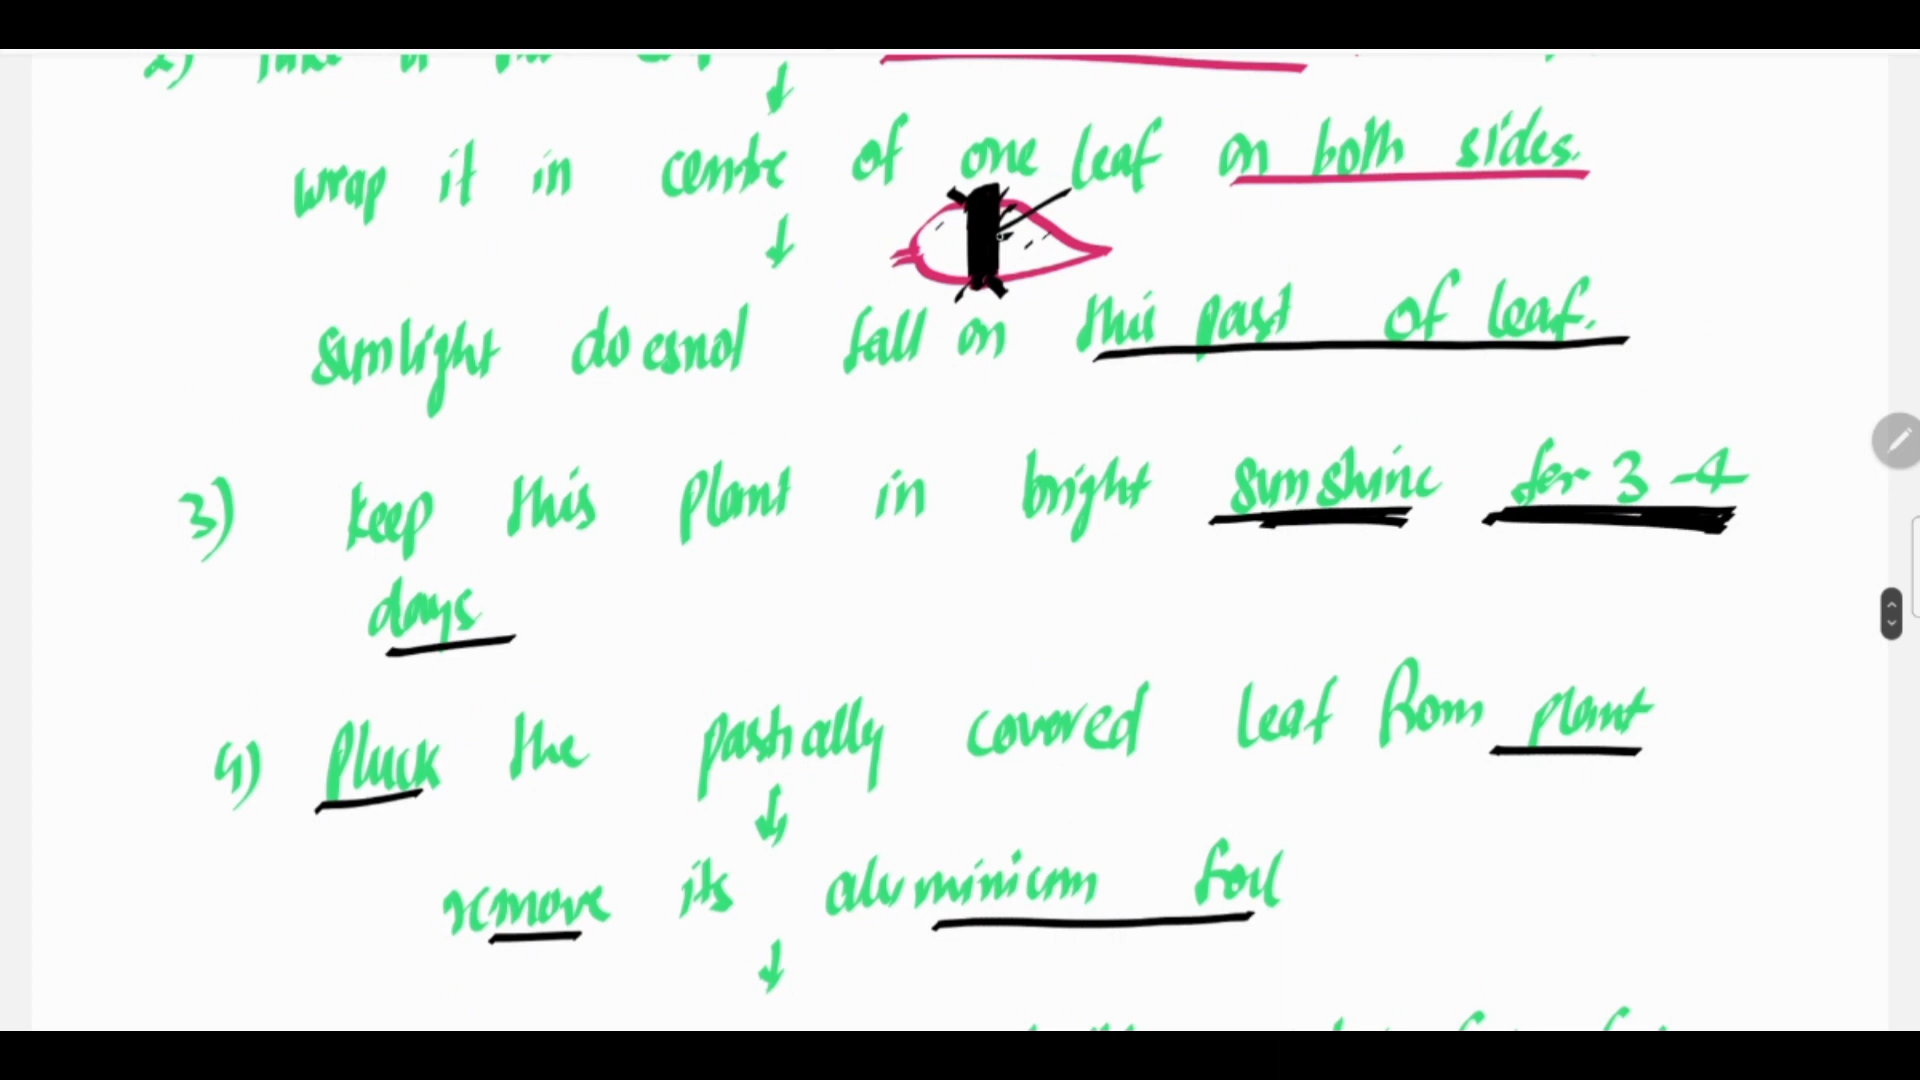 2) Take
wrap it in centre of one leaf on both sides.
sunlight doesnot fall on this part of leaf.
3) keep this plant in bright sunshine for 3-4
days
4) Pluck the partially covered leaf from plant
remove its aluminium foil